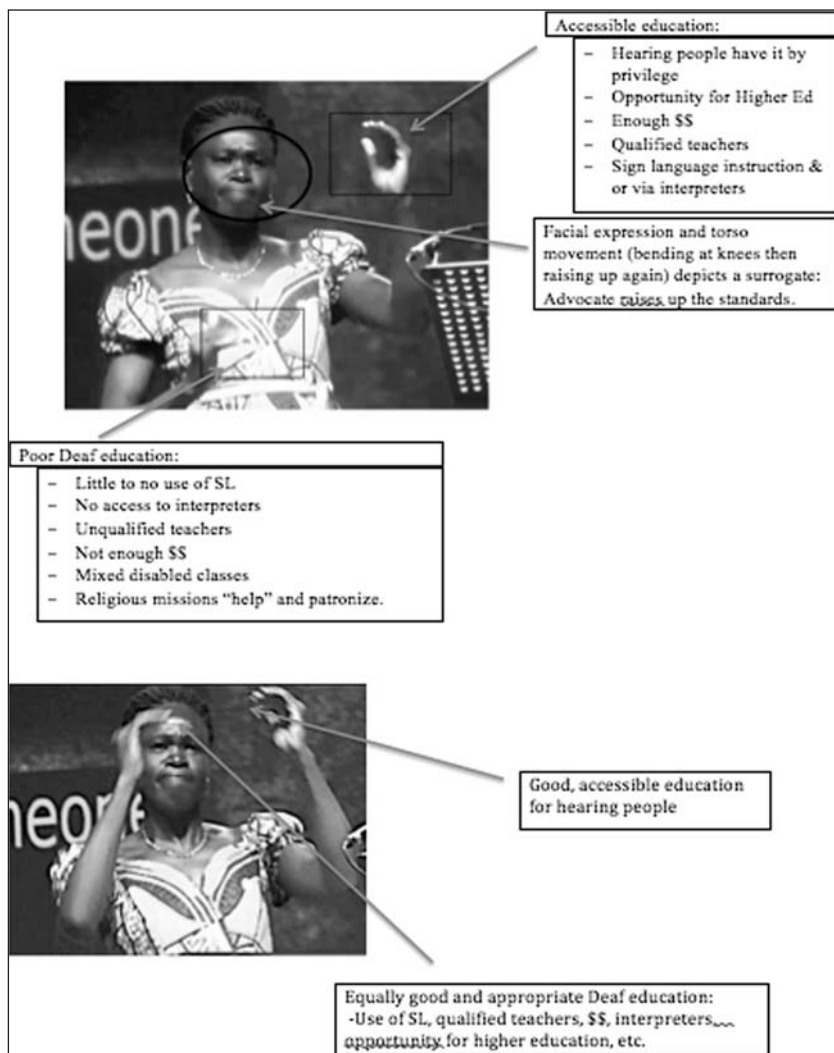 Accessible education:
– Hearing people have it by
privilege
– Opportunity for Higher Ed
– Enough $$
– Qualified teachers
– Sign language instruction &
or via interpreters
meone
Facial expression and torso
movement (bending at knees then
raising up again) depicts a surrogate:
Advocate raises up the standards.
Poor Deaf education:
– Little to no use of SL
– No access to interpreters
– Unqualified teachers
– Not enough $$
– Mixed disabled classes
– Religious missions “help” and patronize.
neone
Good, accessible education
for hearing people
Equally good and appropriate Deaf education:
-Use of SL, qualified teachers, $$, interpreters,
opportunity for higher education, etc.